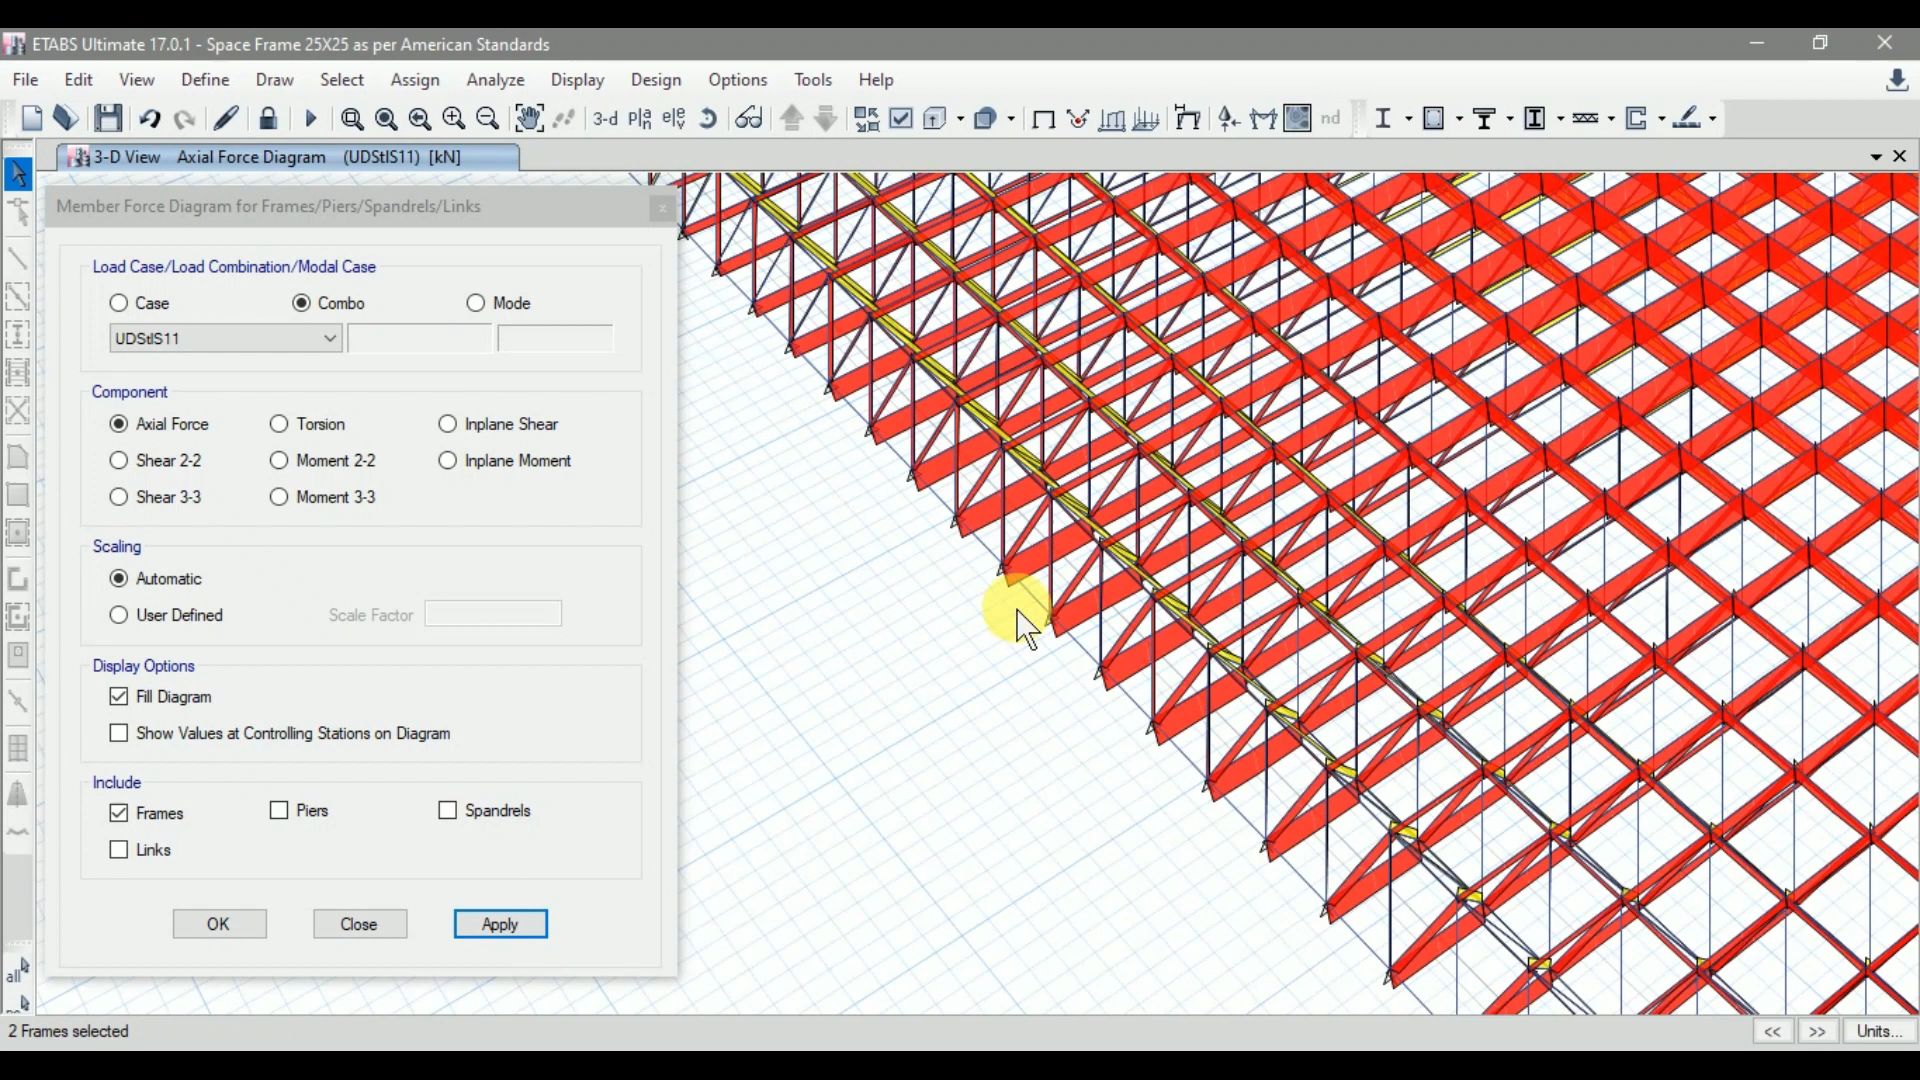 ETABS Ultimate 17.0.1 - Space Frame 25X25 as per American Standards
File Edit View Define Draw Select Assign Analyze Display Design Options Tools Help
3-d nd
3-D View Axial Force Diagram (UDStlS11) [kN]
Member Force Diagram for Frames/Piers/Spandrels/Links
Load Case/Load Combination/Modal Case
Case Combo Mode
UDStlS11
Component
Axial Force Torsion Inplane Shear
Shear 2-2 Moment 2-2 Inplane Moment
Shear 3-3 Moment 3-3
Scaling
Automatic
User Defined Scale Factor
Display Options
Fill Diagram
Show Values at Controlling Stations on Diagram
Include
Frames Piers Spandrels
Links
OK Close Apply
all
2 Frames selected << >> Units...